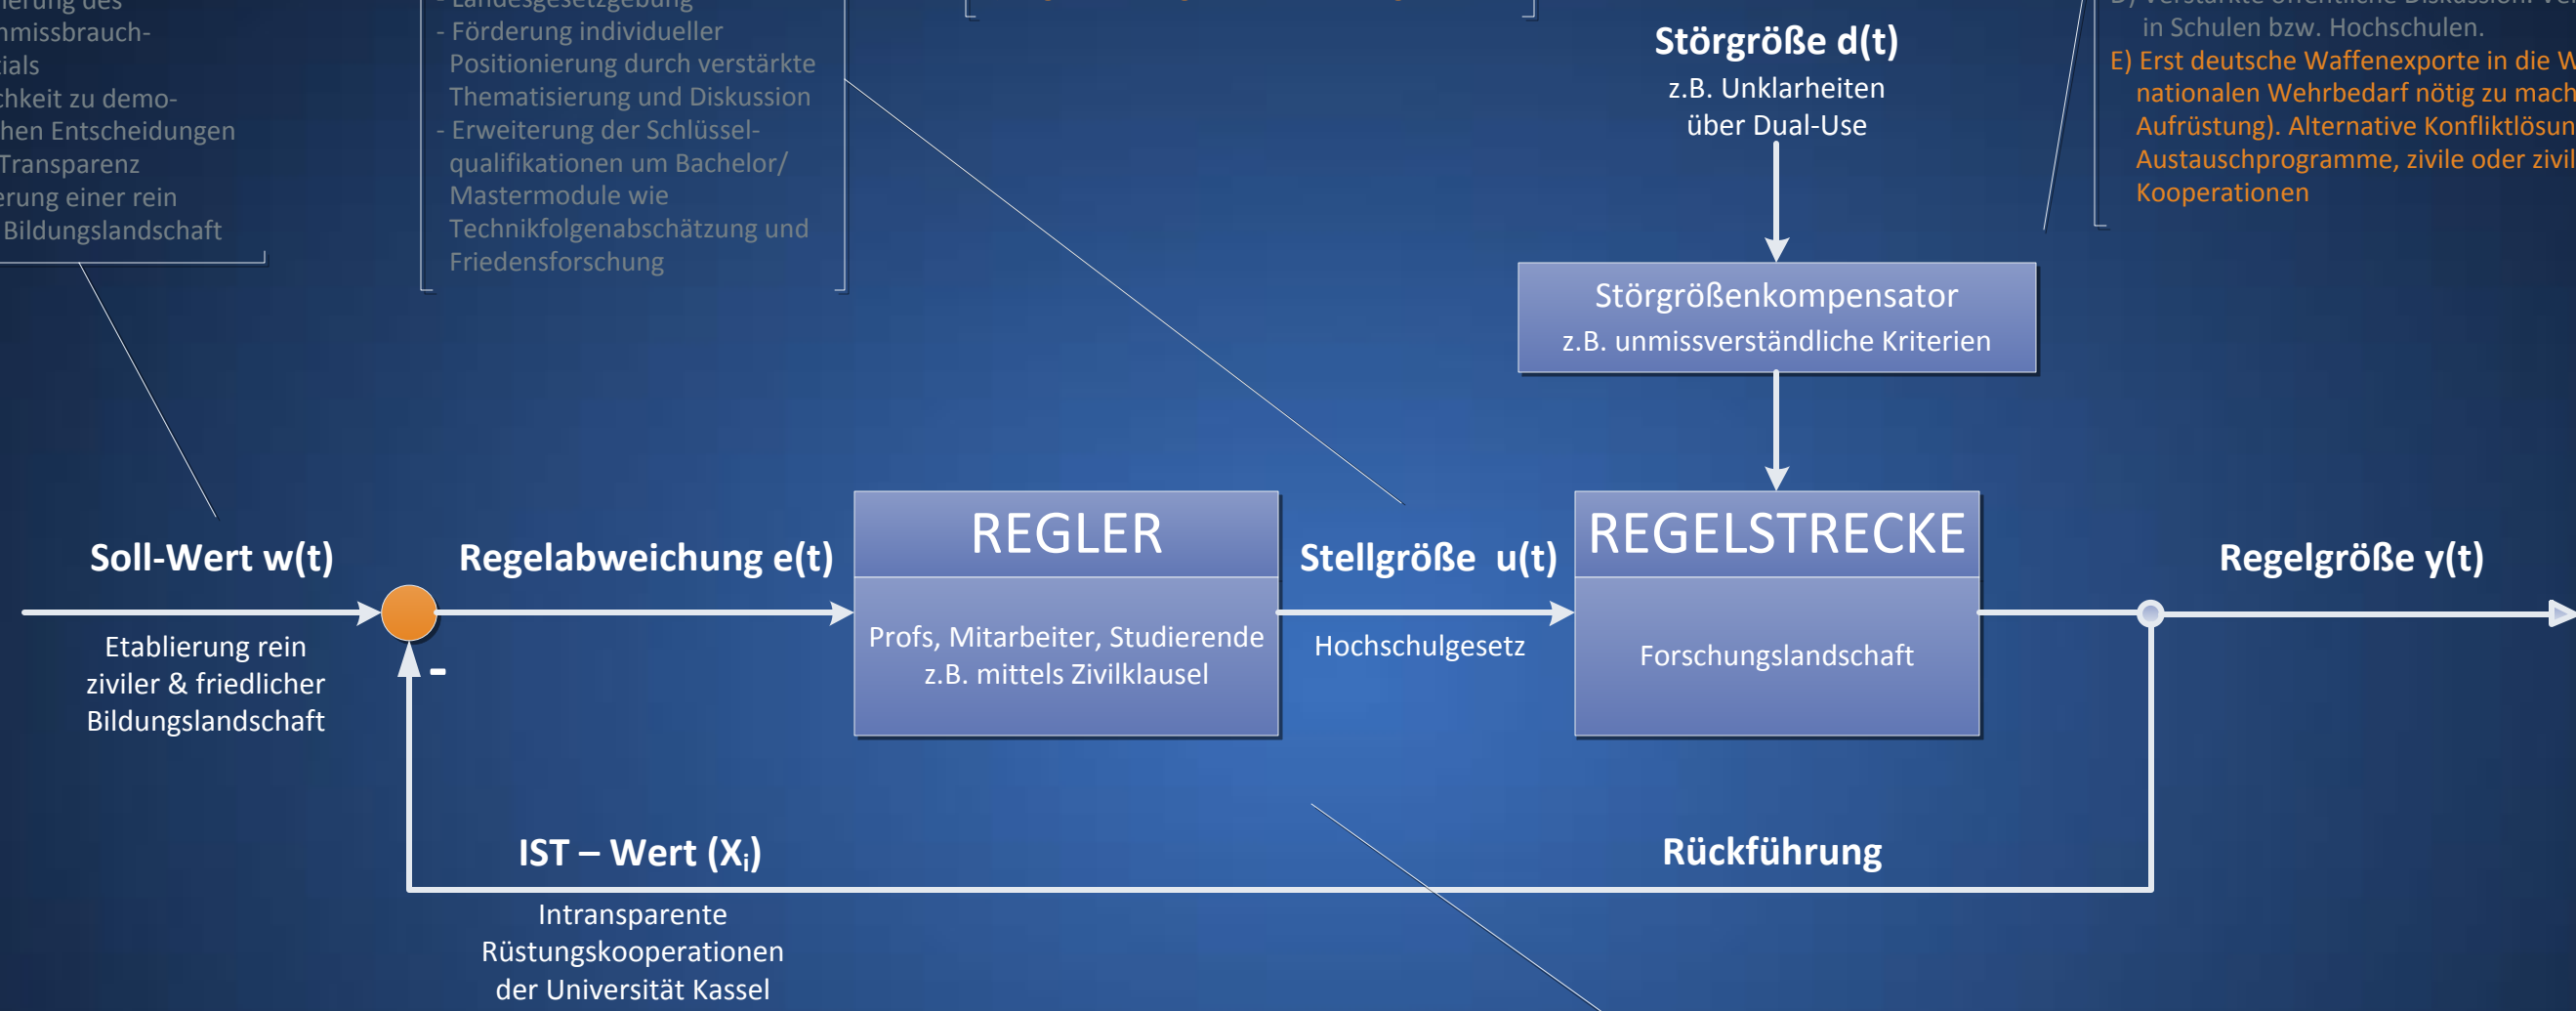 - Landesgesetzgebung
- Förderung individueller
Positionierung durch verstärkte
Thematisierung und Diskussion
- Erweiterung der Schlüssel-
qualifikationen um Bachelor/
Mastermodule wie
Technikfolgenabschätzung und
Friedensforschung
des
nmissbrauch-
chkeit zu demo-
hen Entscheidungen
Transparenz
erung einer rein
Bildungslandschaft
Störgröße d(t)
z.B. Unklarheiten
über Dual-Use
in Schulen bzw. Hochschulen.
E) Erst deutsche Waffenexporte in die W
nationalen Wehrbedarf nötig zu mach
Aufrüstung). Alternative Konfliktlösun
Austauschprogramme, zivile oder zivil
Kooperationen
Störgrößenkompensator
z.B. unmissverständliche Kriterien
Soll-Wert w(t)
Etablierung rein
ziviler & friedlicher
Bildungslandschaft
Regelabweichung e(t)
-
REGLER
Profs, Mitarbeiter, Studierende
z.B. mittels Zivilklausel
Stellgröße u(t)
Hochschulgesetz
REGELSTRECKE
Forschungslandschaft
Regelgröße y(t)
IST – Wert (Xi)
Intransparente
Rüstungskooperationen
der Universität Kassel
Rückführung